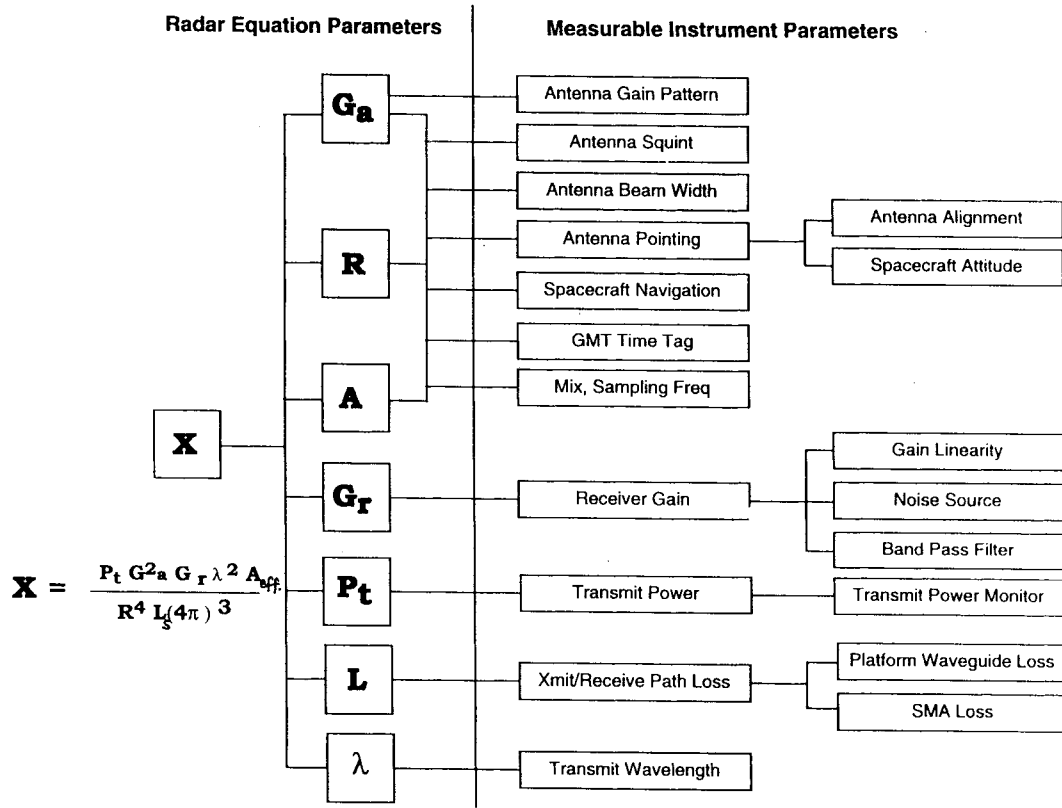 Radar Equation Parameters
Measurable Instrument Parameters
Ga
Antenna Gain Pattern
Antenna Squint
Antenna Beam Width
R
Antenna Pointing
Antenna Alignment
Spacecraft Attitude
Spacecraft Navigation
GMT Time Tag
A
Mix, Sampling Freq
X
Gain Linearity
Gr
Receiver Gain
Noise Source
Band Pass Filter
X = Pt G²a Gr λ² Aeff.
R⁴ Ls(4π)³
Pt
Transmit Power
Transmit Power Monitor
L
Xmit/Receive Path Loss
Platform Waveguide Loss
SMA Loss
λ
Transmit Wavelength